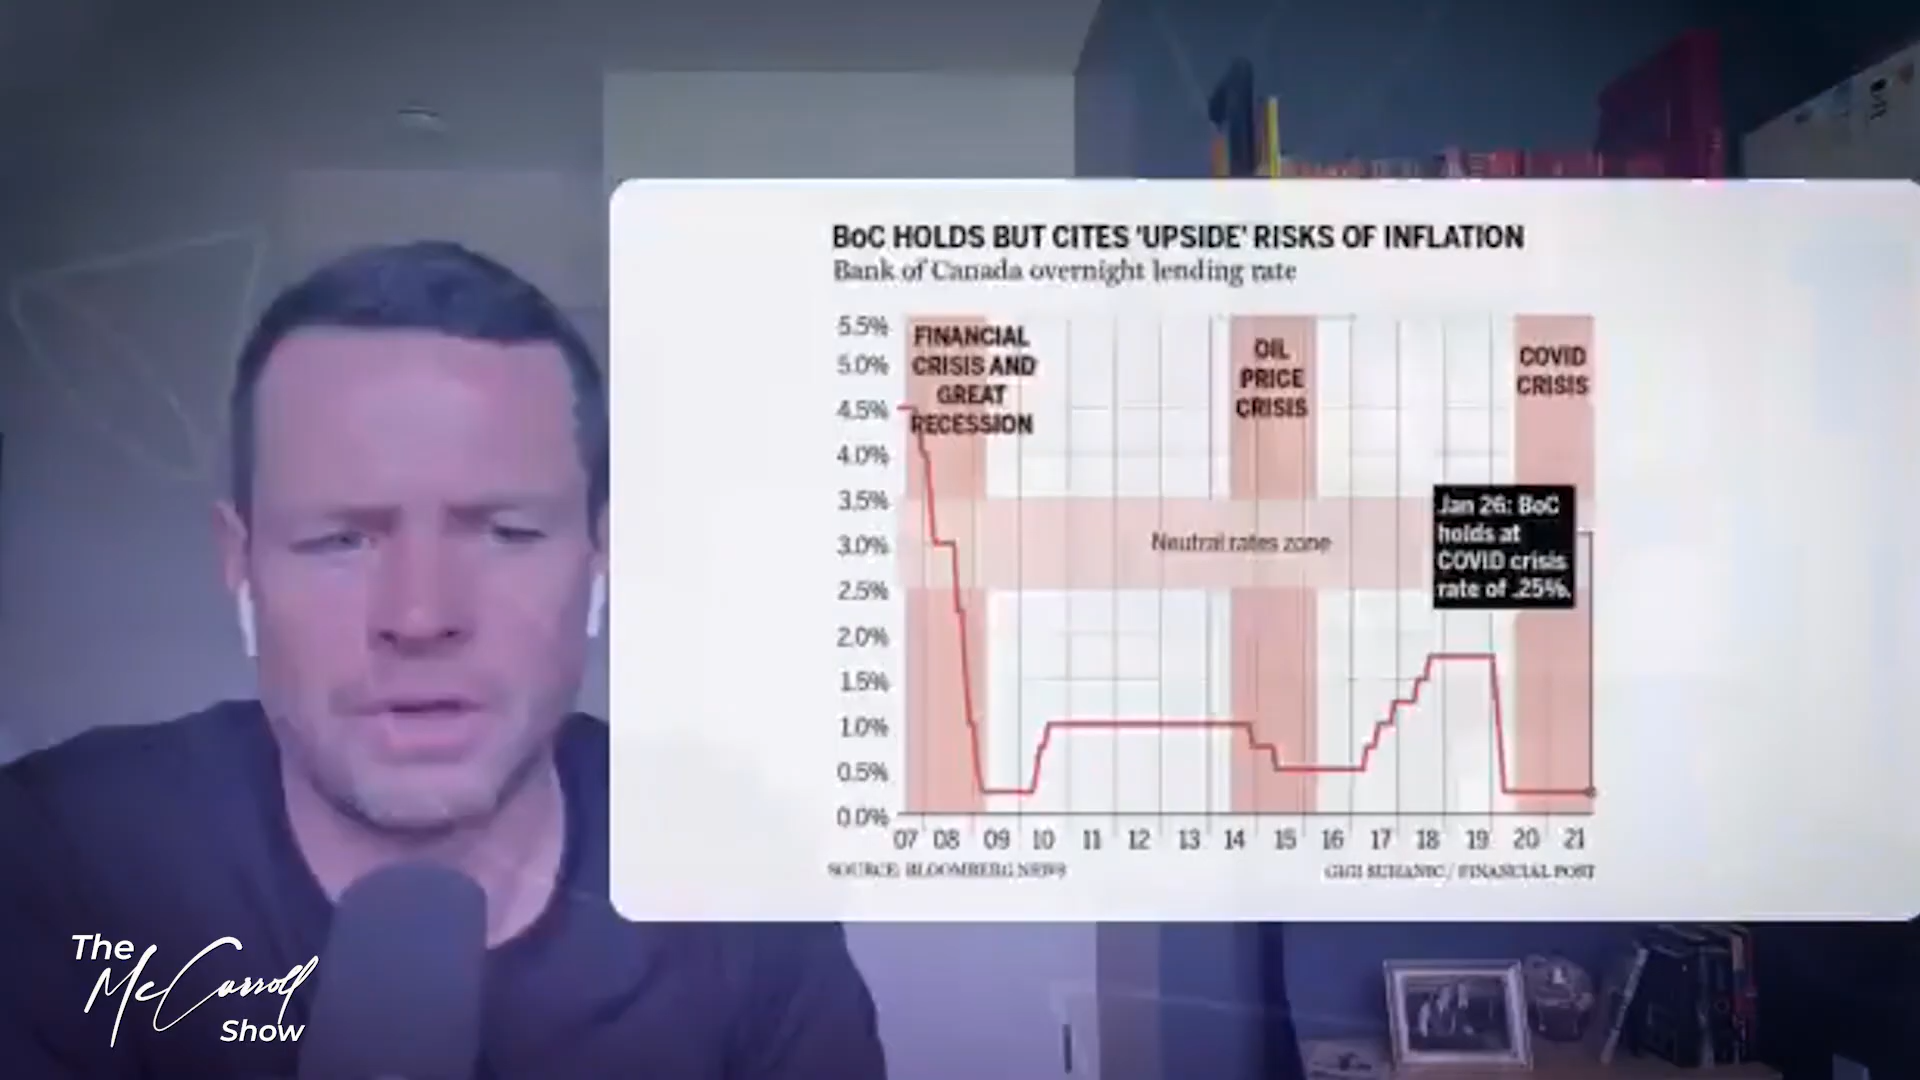 BoC HOLDS BUT CITES 'UPSIDE' RISKS OF INFLATION
Bank of Canada overnight lending rate
5.5%
5.0%
4.5%
4.0%
3.5%
3.0%
2.5%
2.0%
1.5%
1.0%
0.5%
0.0%
FINANCIAL
CRISIS AND
GREAT
RECESSION
OIL
PRICE
CRISIS
COVID
CRISIS
Neutral rates zone
Jan 26: BoC
holds at
COVID crisis
rate of .25%.
07 08 09 10 11 12 13 14 15 16 17 18 19 20 21
SOURCE: BLOOMBERG NEWS
GIGI SUHANIC / FINANCIAL POST
The
McCarroll
Show